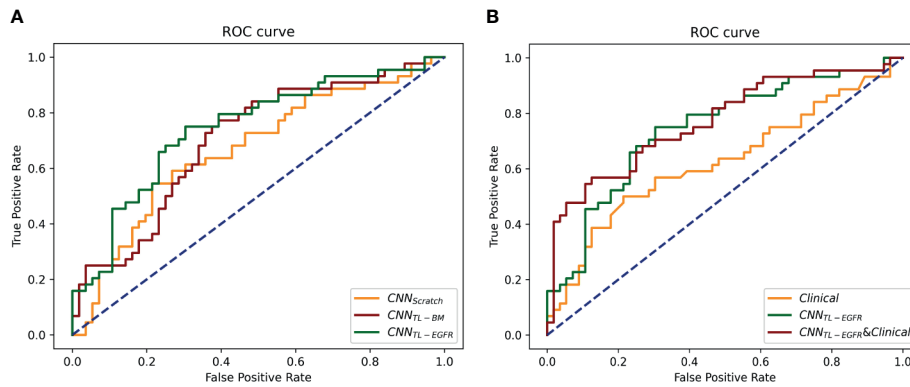 A
ROC curve
1.0
0.8
0.6
0.4
0.2
0.0
True Positive Rate
0.0 0.2 0.4 0.6 0.8 1.0
False Positive Rate
CNN_Scratch
CNN_TL−BM
CNN_TL−EGFR
B
ROC curve
1.0
0.8
0.6
0.4
0.2
0.0
True Positive Rate
0.0 0.2 0.4 0.6 0.8 1.0
False Positive Rate
Clinical
CNN_TL−EGFR
CNN_TL−EGFR&Clinical